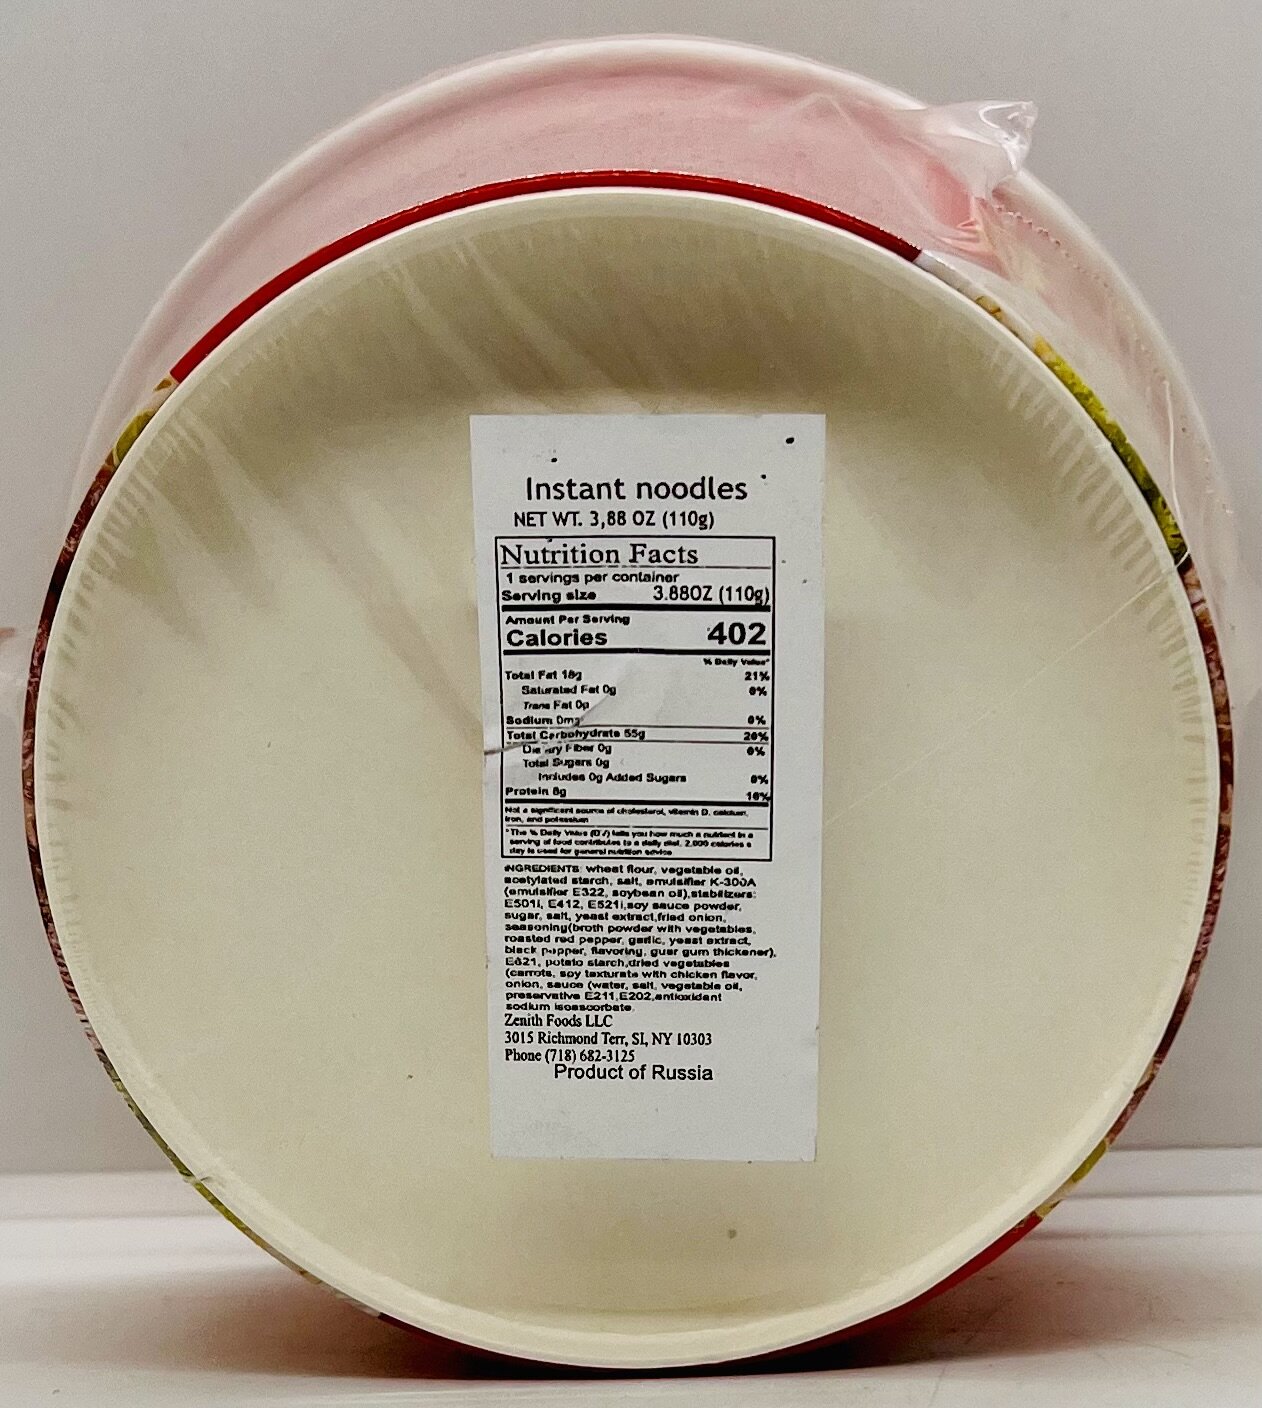 Instant noodles
NET WT. 3,88 OZ (110g)
Nutrition Facts
1 servings per container
Serving size 3.88OZ (110g)
Amount Per Serving
Calories 402
% Daily Value*
Total Fat 18g 21%
Saturated Fat 0g 0%
Trans Fat 0g
Sodium 0mg 0%
Total Carbohydrate 55g 20%
Dietary Fiber 0g 0%
Total Sugars 0g
Includes 0g Added Sugars 0%
Protein 8g 16%
Not a significant source of cholesterol, vitamin D, calcium,
iron, and potassium
*The % Daily Value (DV) tells you how much a nutrient in a
serving of food contributes to a daily diet. 2,000 calories a
day is used for general nutrition advice
INGREDIENTS: wheat flour, vegetable oil,
acetylated starch, salt, emulsifier K-300A
(emulsifier E322, soybean oil),stabilizers:
E501i, E412, E521i,soy sauce powder,
sugar, salt, yeast extract,fried onion,
seasoning(broth powder with vegetables,
roasted red pepper, garlic, yeast extract,
black pepper, flavoring, guar gum thickener),
E621, potato starch,dried vegetables
(carrots, soy texturate with chicken flavor,
onion, sauce (water, salt, vegetable oil,
preservative E211,E202,antioxidant
sodium isoascorbate.
Zenith Foods LLC
3015 Richmond Terr, SI, NY 10303
Phone (718) 682-3125
Product of Russia